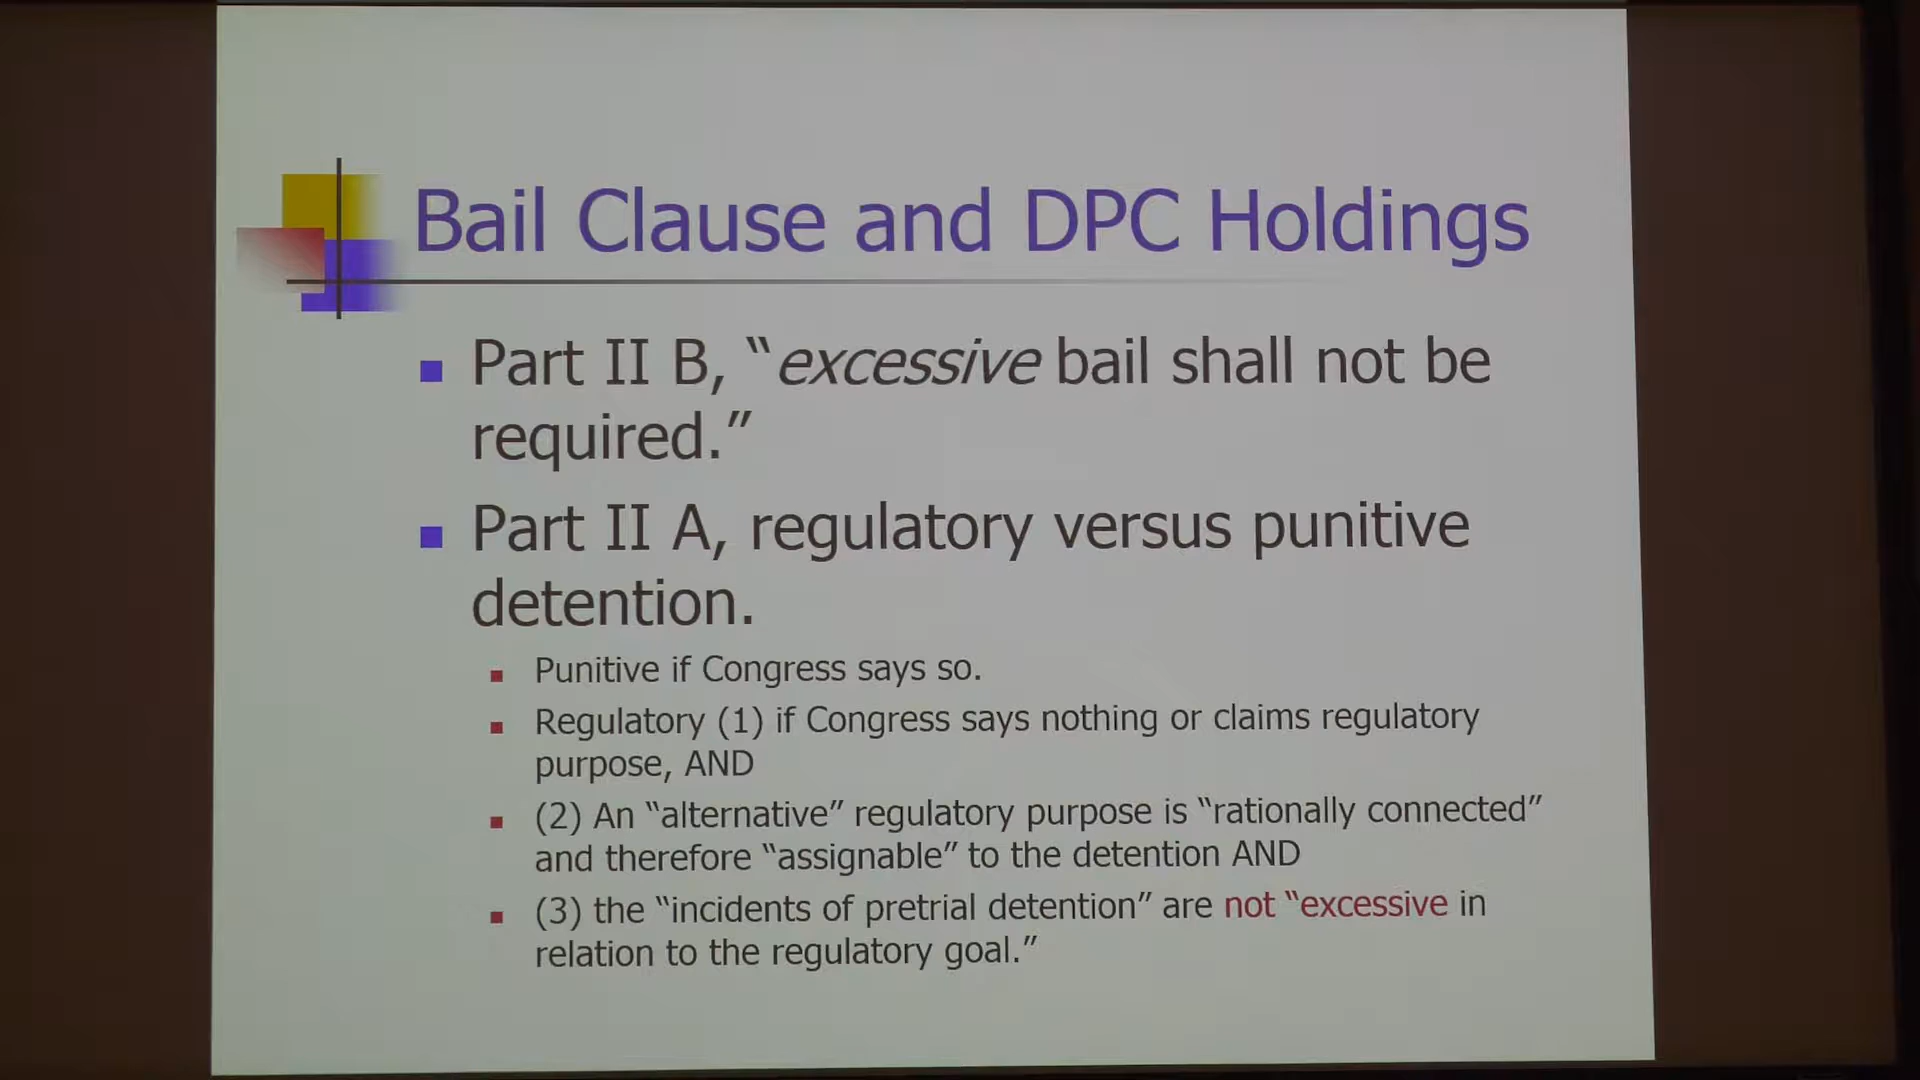 Bail Clause and DPC Holdings
Part II B, “excessive bail shall not be
required.”
Part II A, regulatory versus punitive
detention.
Punitive if Congress says so.
Regulatory (1) if Congress says nothing or claims regulatory
purpose, AND
(2) An “alternative” regulatory purpose is “rationally connected”
and therefore “assignable” to the detention AND
(3) the “incidents of pretrial detention” are not “excessive in
relation to the regulatory goal.”